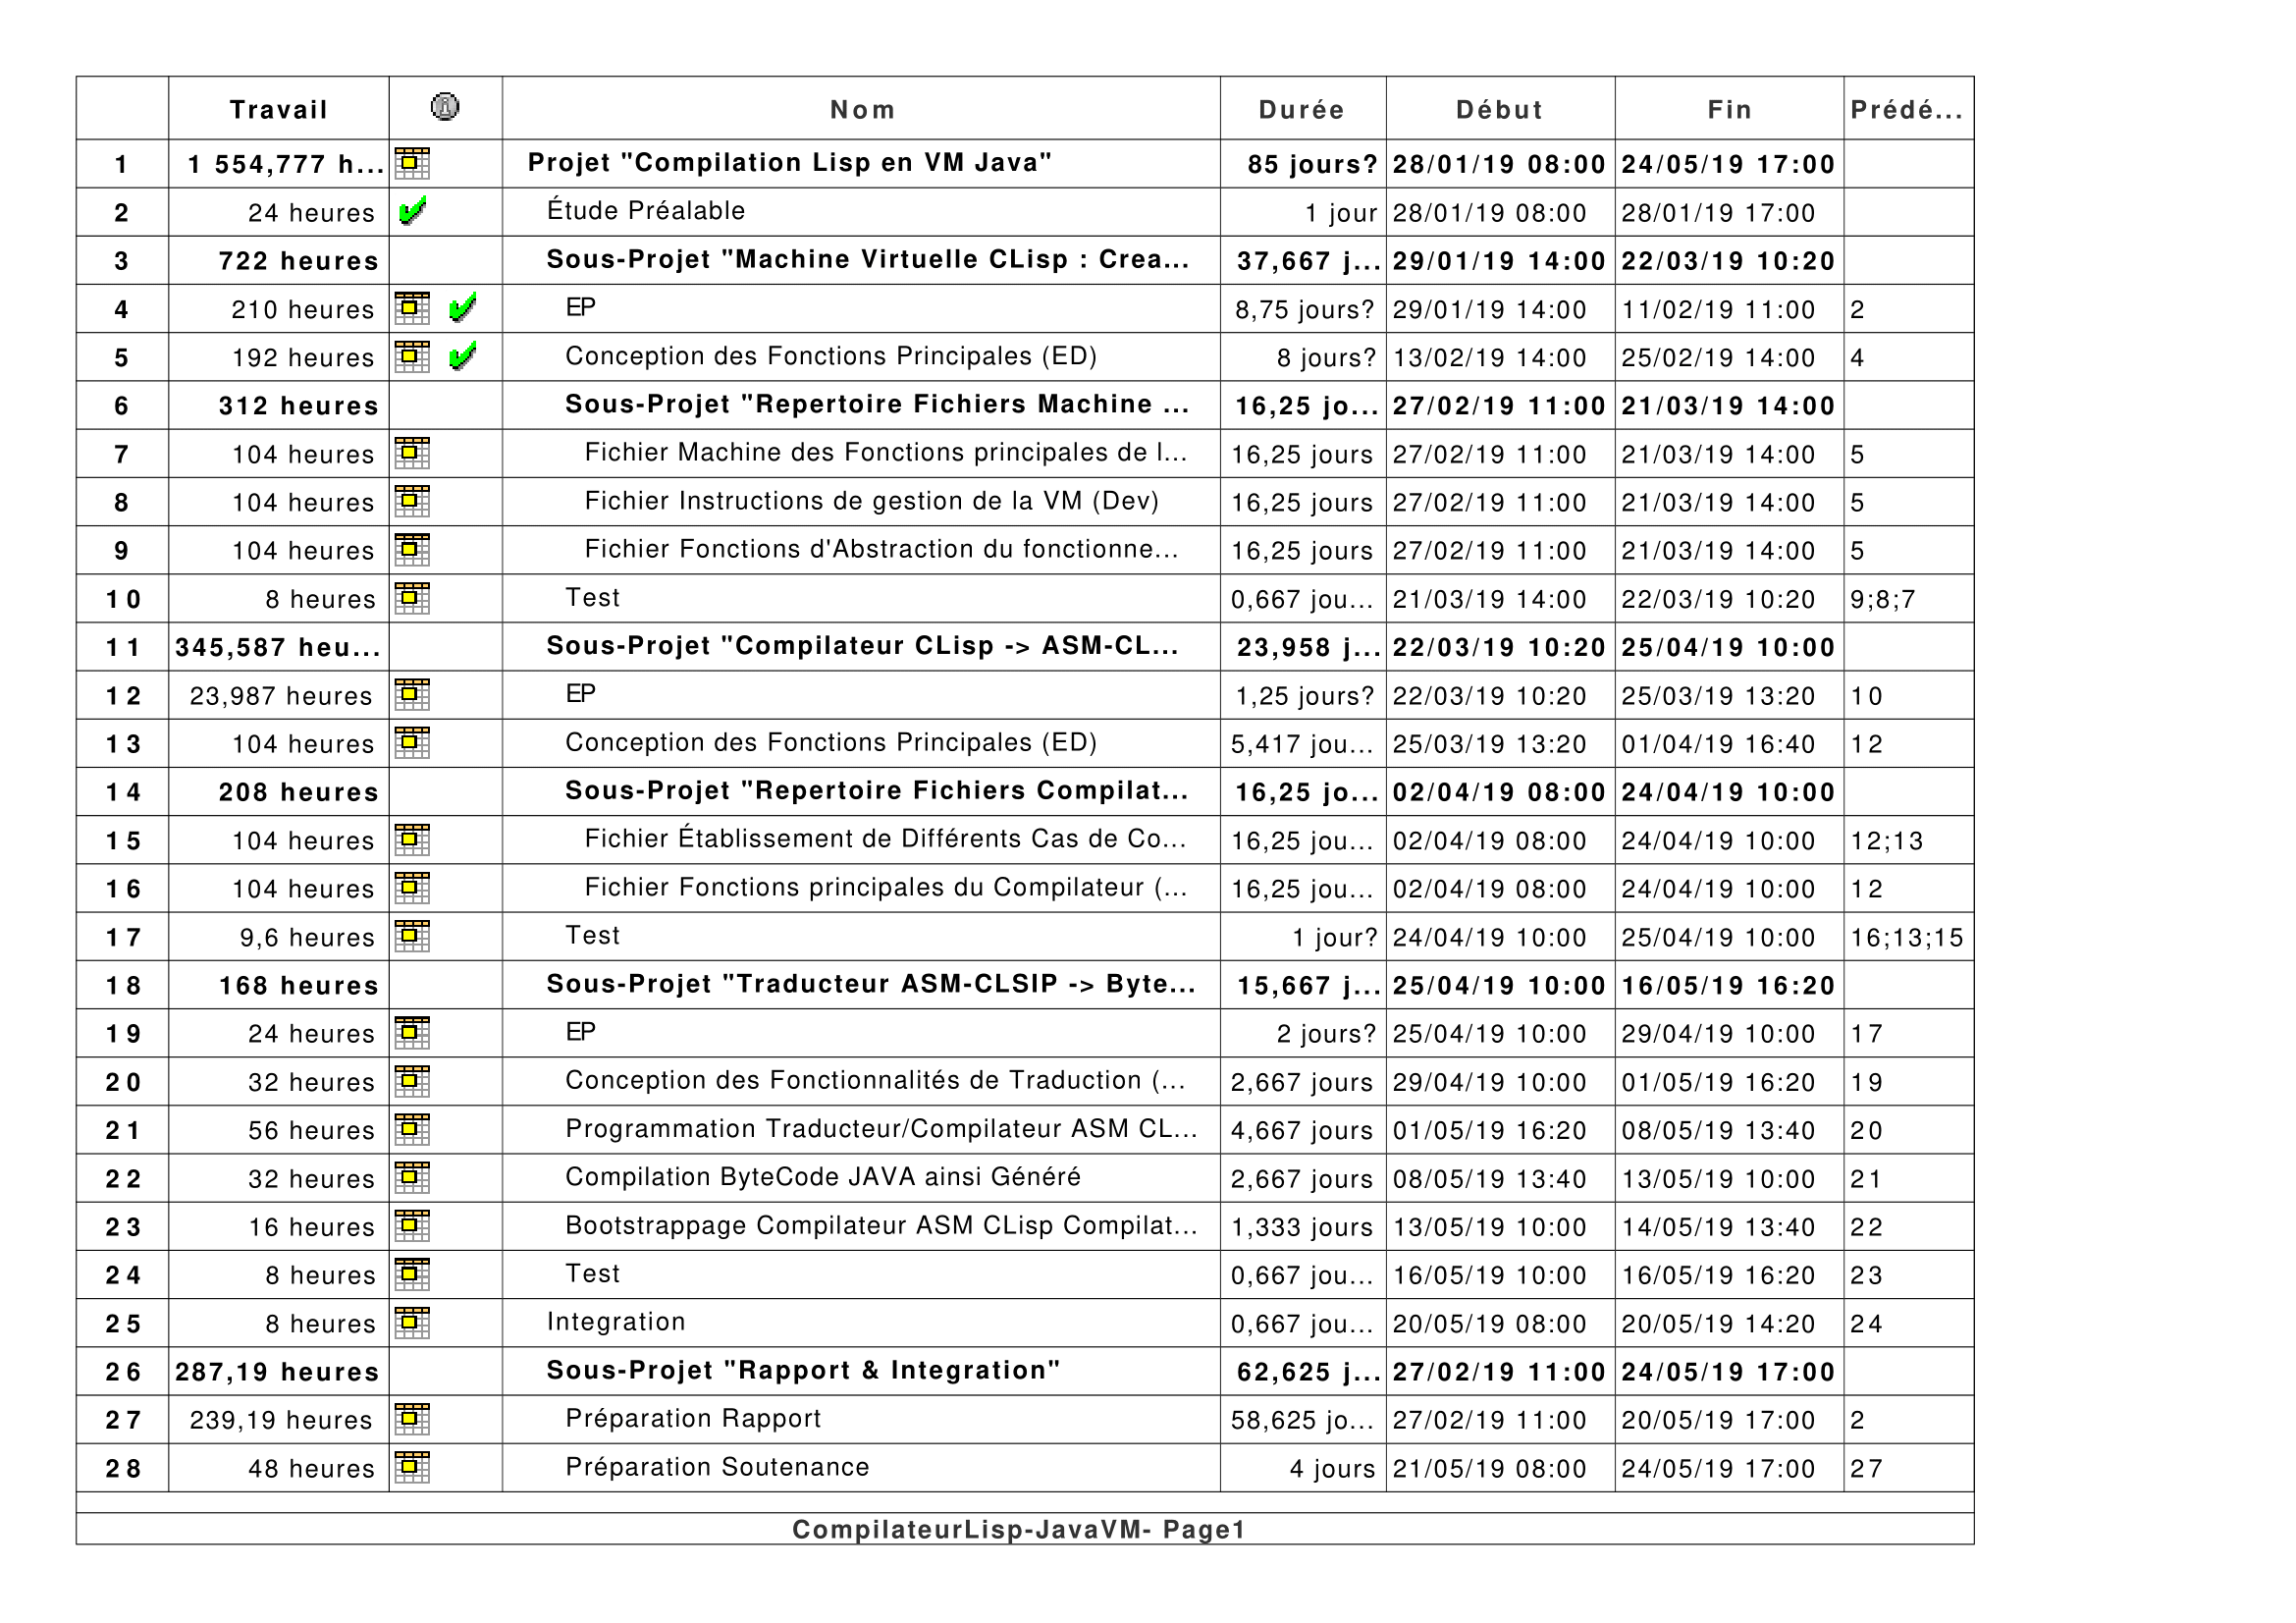 Travail Nom Durée Début Fin Prédé...
1 1 554,777 h... Projet "Compilation Lisp en VM Java" 85 jours? 28/01/19 08:00 24/05/19 17:00
2 24 heures Étude Préalable 1 jour 28/01/19 08:00 28/01/19 17:00
3 722 heures Sous-Projet "Machine Virtuelle CLisp : Crea... 37,667 j... 29/01/19 14:00 22/03/19 10:20
4 210 heures EP 8,75 jours? 29/01/19 14:00 11/02/19 11:00 2
5 192 heures Conception des Fonctions Principales (ED) 8 jours? 13/02/19 14:00 25/02/19 14:00 4
6 312 heures Sous-Projet "Repertoire Fichiers Machine ... 16,25 jo... 27/02/19 11:00 21/03/19 14:00
7 104 heures Fichier Machine des Fonctions principales de l... 16,25 jours 27/02/19 11:00 21/03/19 14:00 5
8 104 heures Fichier Instructions de gestion de la VM (Dev) 16,25 jours 27/02/19 11:00 21/03/19 14:00 5
9 104 heures Fichier Fonctions d'Abstraction du fonctionne... 16,25 jours 27/02/19 11:00 21/03/19 14:00 5
10 8 heures Test 0,667 jou... 21/03/19 14:00 22/03/19 10:20 9;8;7
11 345,587 heu... Sous-Projet "Compilateur CLisp -> ASM-CL... 23,958 j... 22/03/19 10:20 25/04/19 10:00
12 23,987 heures EP 1,25 jours? 22/03/19 10:20 25/03/19 13:20 10
13 104 heures Conception des Fonctions Principales (ED) 5,417 jou... 25/03/19 13:20 01/04/19 16:40 12
14 208 heures Sous-Projet "Repertoire Fichiers Compilat... 16,25 jo... 02/04/19 08:00 24/04/19 10:00
15 104 heures Fichier Établissement de Différents Cas de Co... 16,25 jou... 02/04/19 08:00 24/04/19 10:00 12;13
16 104 heures Fichier Fonctions principales du Compilateur (... 16,25 jou... 02/04/19 08:00 24/04/19 10:00 12
17 9,6 heures Test 1 jour? 24/04/19 10:00 25/04/19 10:00 16;13;15
18 168 heures Sous-Projet "Traducteur ASM-CLSIP -> Byte... 15,667 j... 25/04/19 10:00 16/05/19 16:20
19 24 heures EP 2 jours? 25/04/19 10:00 29/04/19 10:00 17
20 32 heures Conception des Fonctionnalités de Traduction (... 2,667 jours 29/04/19 10:00 01/05/19 16:20 19
21 56 heures Programmation Traducteur/Compilateur ASM CL... 4,667 jours 01/05/19 16:20 08/05/19 13:40 20
22 32 heures Compilation ByteCode JAVA ainsi Généré 2,667 jours 08/05/19 13:40 13/05/19 10:00 21
23 16 heures Bootstrappage Compilateur ASM CLisp Compilat... 1,333 jours 13/05/19 10:00 14/05/19 13:40 22
24 8 heures Test 0,667 jou... 16/05/19 10:00 16/05/19 16:20 23
25 8 heures Integration 0,667 jou... 20/05/19 08:00 20/05/19 14:20 24
26 287,19 heures Sous-Projet "Rapport & Integration" 62,625 j... 27/02/19 11:00 24/05/19 17:00
27 239,19 heures Préparation Rapport 58,625 jo... 27/02/19 11:00 20/05/19 17:00 2
28 48 heures Préparation Soutenance 4 jours 21/05/19 08:00 24/05/19 17:00 27
CompilateurLisp-JavaVM- Page1